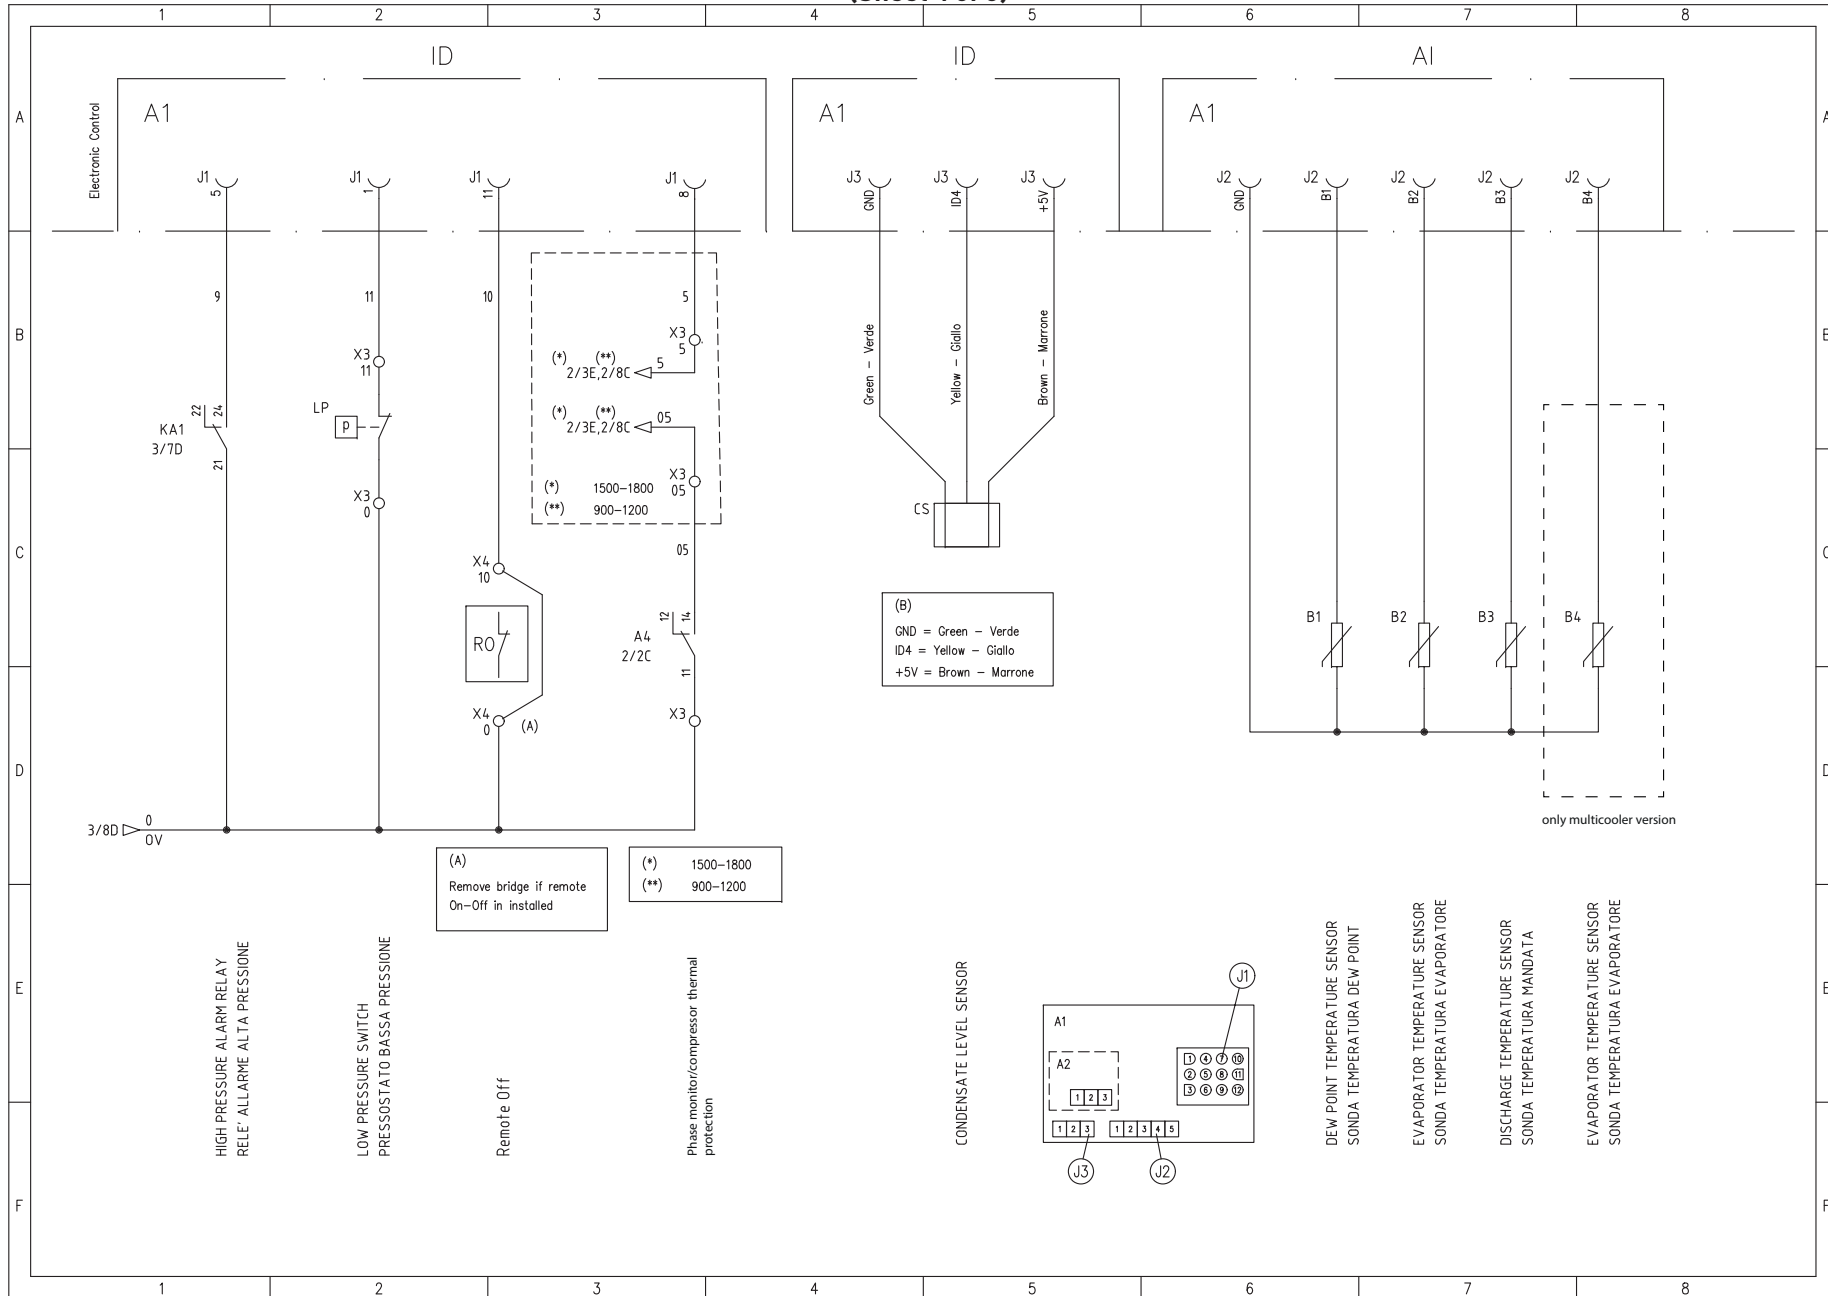 1 2 3 4 5 6 7 8
ID
ID
AI
A
A
Electronic Control
A1
A1
A1
J1
5
J1
1
J1
11
J1
8
J3
GND
J3
ID4
J3
+5V
J2
GND
J2
B1
J2
B2
J2
B3
J2
B4
B
9
11
10
5
X3
5
(*) (**)
2/3E,2/8C
5
(*) (**)
2/3E,2/8C
05
X3
05
(*) 1500-1800
(**) 900-1200
05
X3
11
LP
p
X3
0
22
24
KA1
3/7D
21
Green - Verde
Yellow - Giallo
Brown - Marrone
CS
C
X4
10
RO
X4
0
(A)
12
14
A4
2/2C
11
X3
(B)
GND = Green - Verde
ID4 = Yellow - Giallo
+5V = Brown - Marrone
B1
B2
B3
B4
only multicooler version
D
3/8D
0
0V
(A)
Remove bridge if remote
On-Off in installed
(*) 1500-1800
(**) 900-1200
E
HIGH PRESSURE ALARM RELAY
RELE' ALLARME ALTA PRESSIONE
LOW PRESSURE SWITCH
PRESSOSTATO BASSA PRESSIONE
Remote Off
Phase monitor/compressor thermal
protection
CONDENSATE LEVEL SENSOR
J1
A1
A2
1 2 3
1 4 7 10
2 5 8 11
3 6 9 12
1 2 3
1 2 3 4 5
J3
J2
DEW POINT TEMPERATURE SENSOR
SONDA TEMPERATURA DEW POINT
EVAPORATOR TEMPERATURE SENSOR
SONDA TEMPERATURA EVAPORATORE
DISCHARGE TEMPERATURE SENSOR
SONDA TEMPERATURA MANDATA
EVAPORATOR TEMPERATURE SENSOR
SONDA TEMPERATURA EVAPORATORE
F
1 2 3 4 5 6 7 8